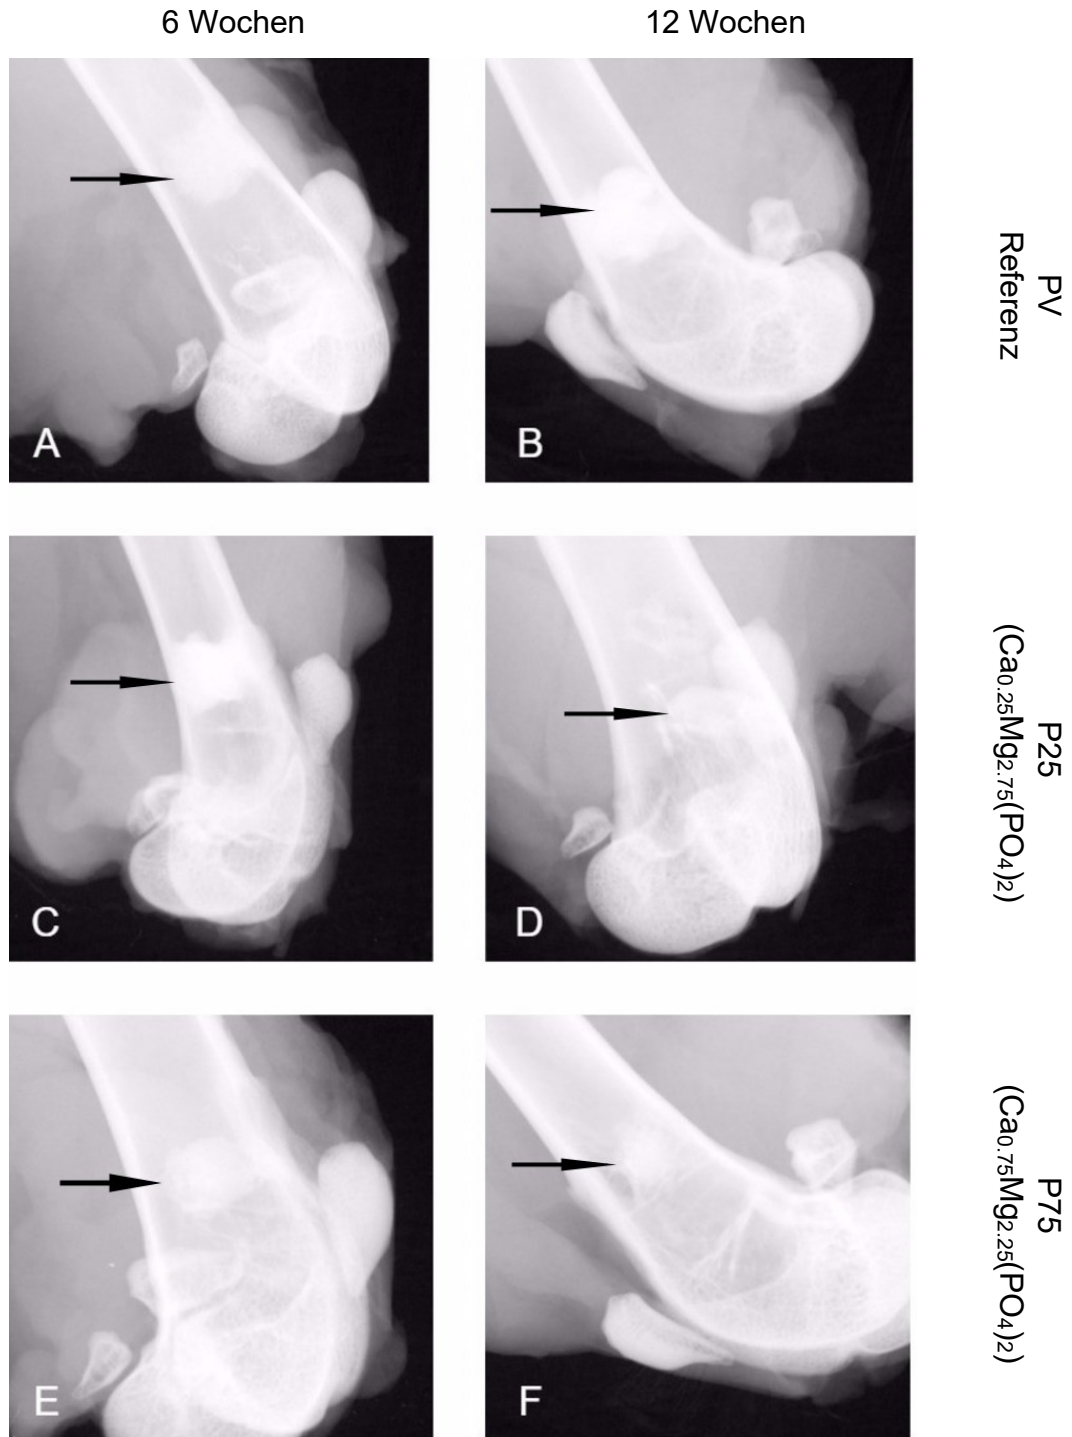 6 Wochen
12 Wochen
A
B
PV
Referenz
C
D
P25
(Ca0.25Mg2.75(PO4)2)
E
F
P75
(Ca0.75Mg2.25(PO4)2)